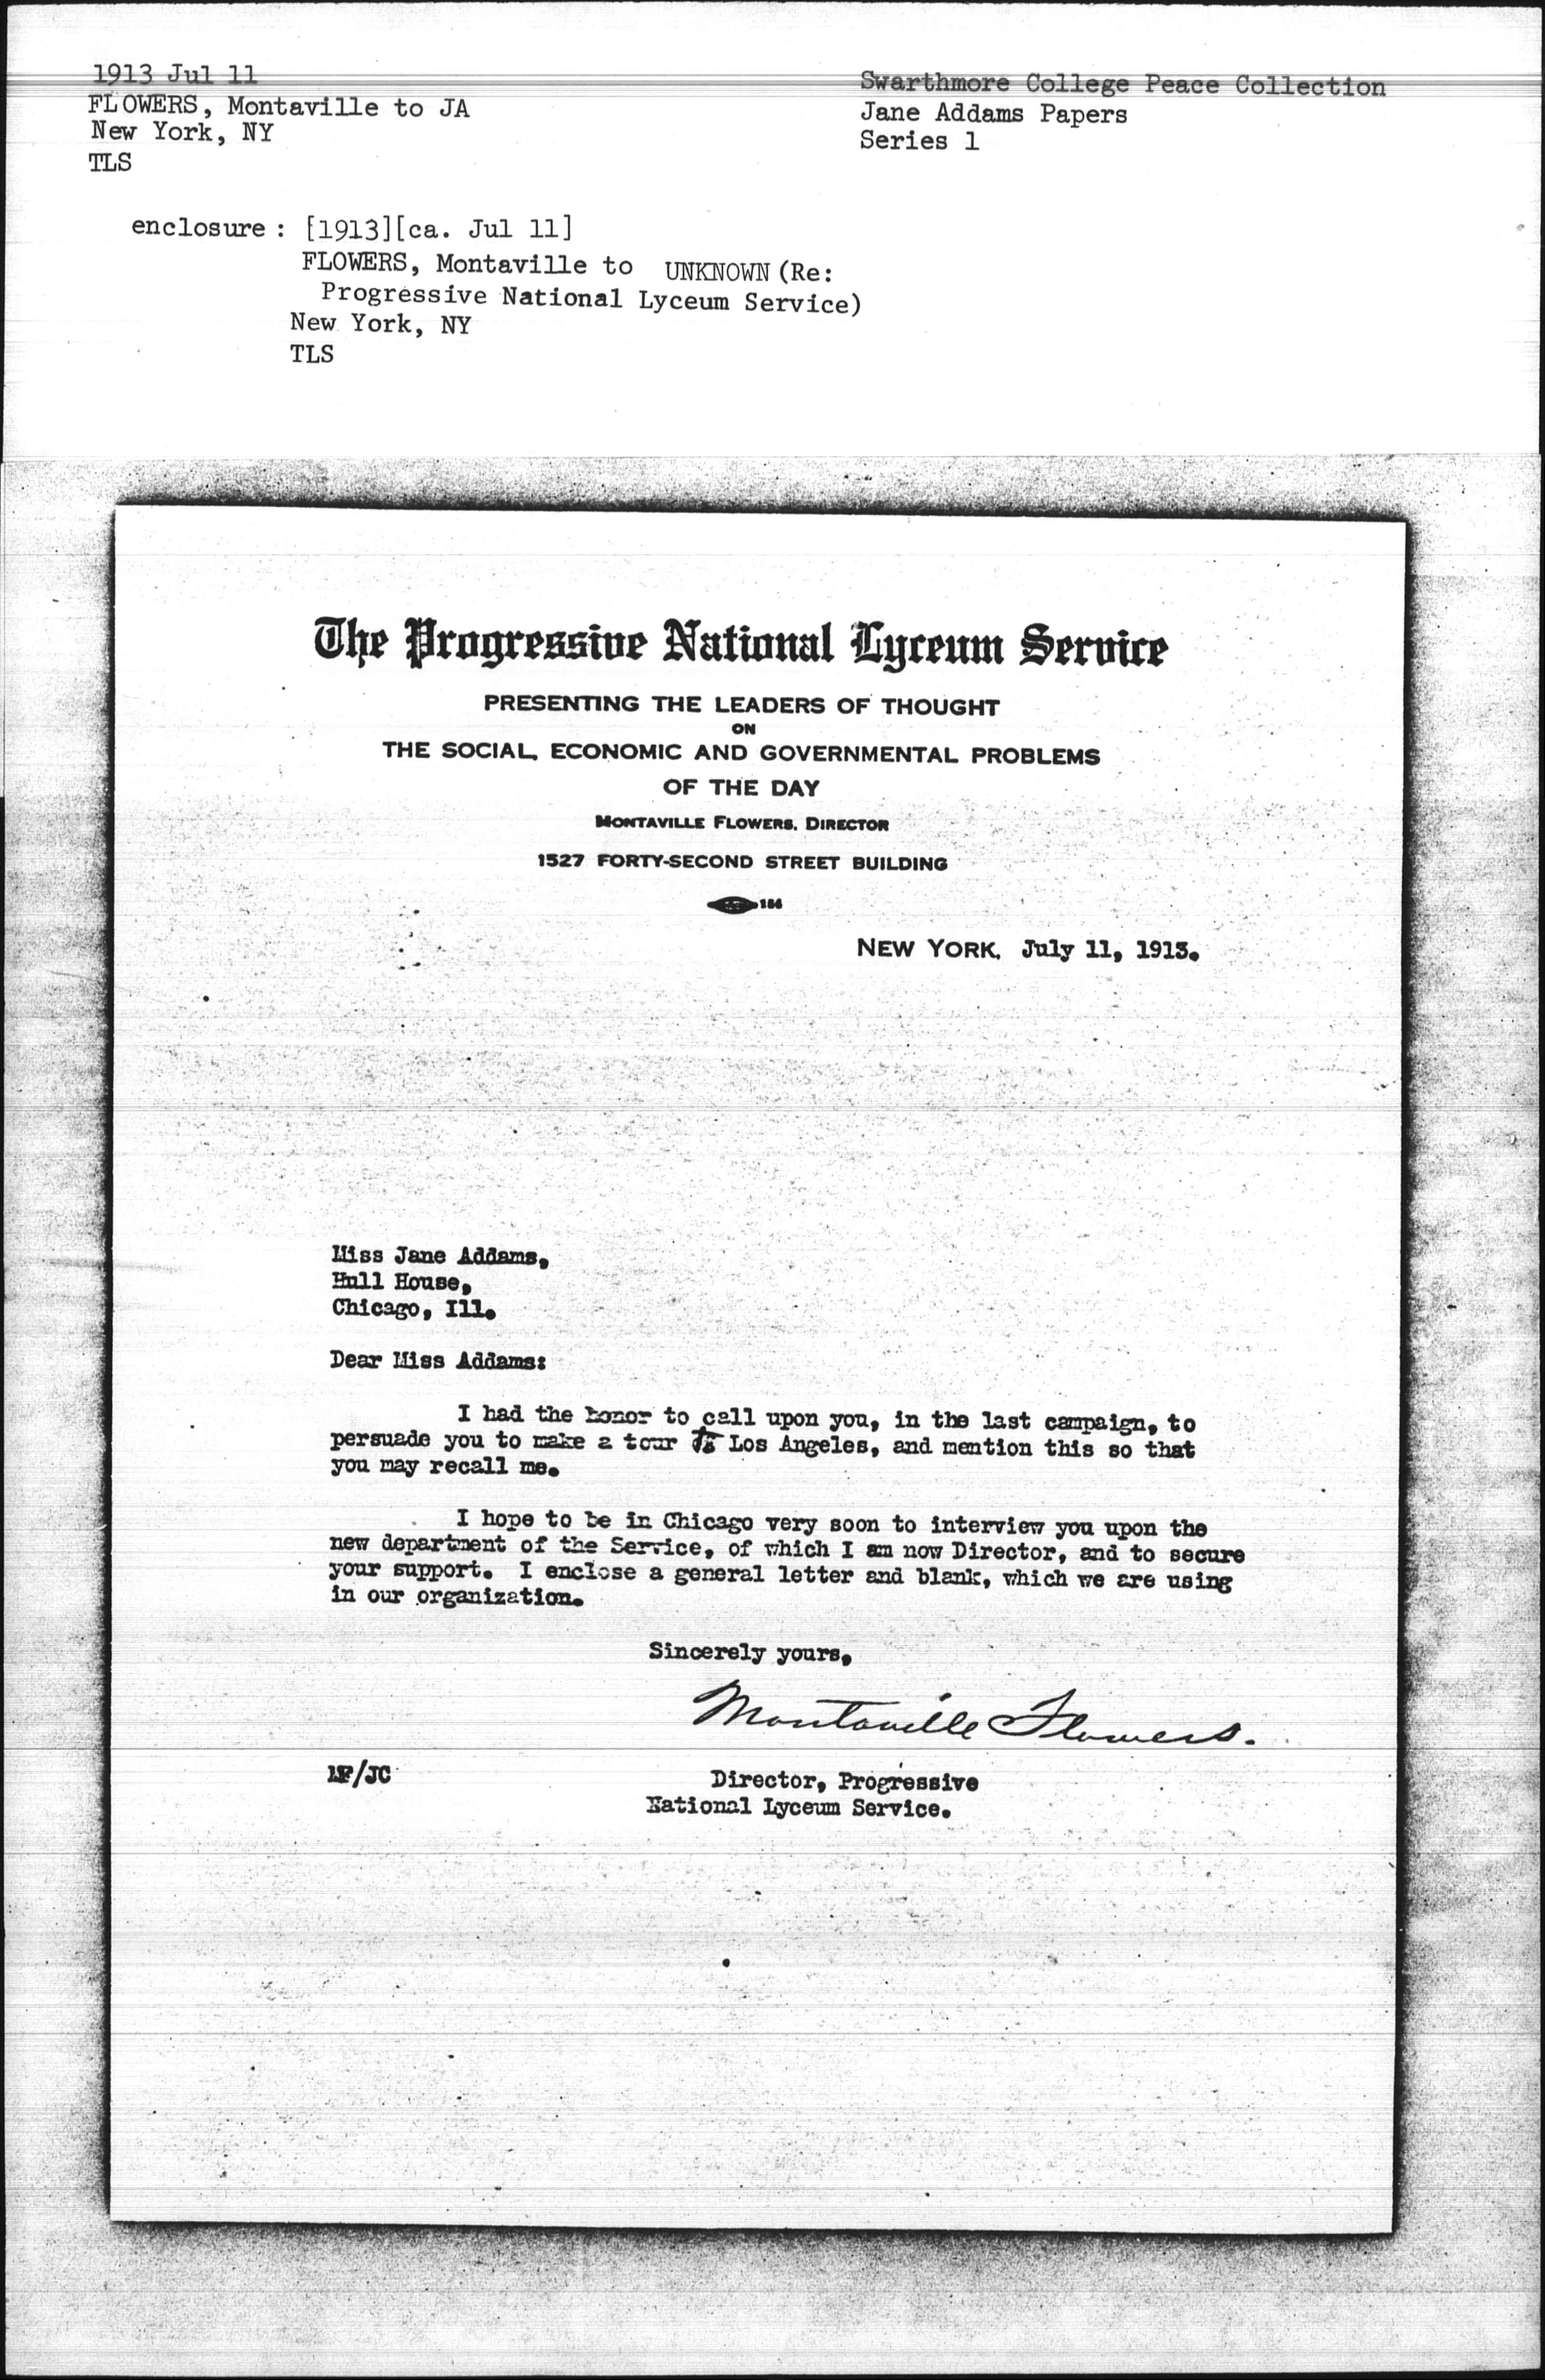 1913 Jul 11
FLOWERS, Montaville to JA
New York, NY
TLS
Swarthmore College Peace Collection
Jane Addams Papers
Series 1
enclosure : [1913][ca. Jul 11]
FLOWERS, Montaville to UNKNOWN (Re:
Progressive National Lyceum Service)
New York, NY
TLS
The Progressive National Lyceum Service
PRESENTING THE LEADERS OF THOUGHT
ON
THE SOCIAL, ECONOMIC AND GOVERNMENTAL PROBLEMS
OF THE DAY
MONTAVILLE FLOWERS, DIRECTOR
1527 FORTY-SECOND STREET BUILDING
184
NEW YORK, July 11, 1913.
Miss Jane Addams,
Hull House,
Chicago, Ill.
Dear Miss Addams:
I had the honor to call upon you, in the last campaign, to
persuade you to make a tour to Los Angeles, and mention this so that
you may recall me.
I hope to be in Chicago very soon to interview you upon the
new department of the Service, of which I am now Director, and to secure
your support. I enclose a general letter and blank, which we are using
in our organization.
Sincerely yours,
Montaville Flowers.
MF/JC
Director, Progressive
National Lyceum Service.